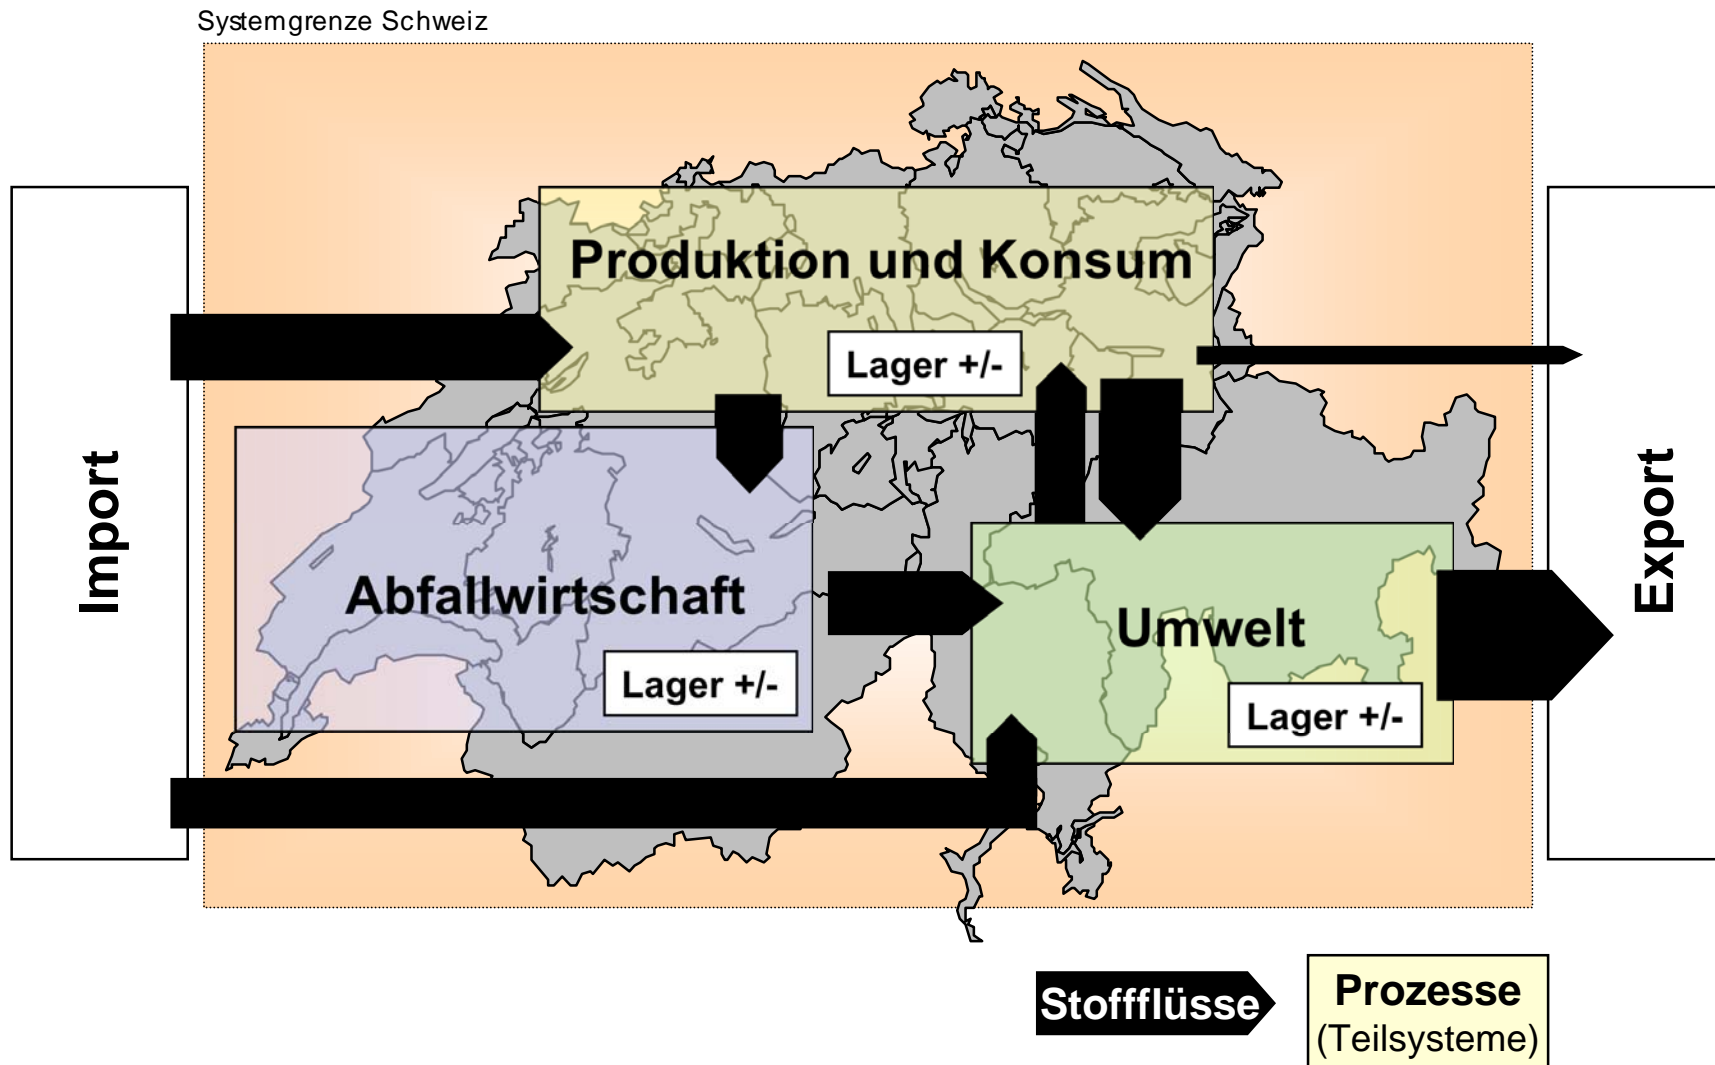 Systemgrenze Schweiz
Produktion und Konsum
Lager +/-
Import
Export
Abfallwirtschaft
Lager +/-
Umwelt
Lager +/-
Stoffflüsse
Prozesse
(Teilsysteme)